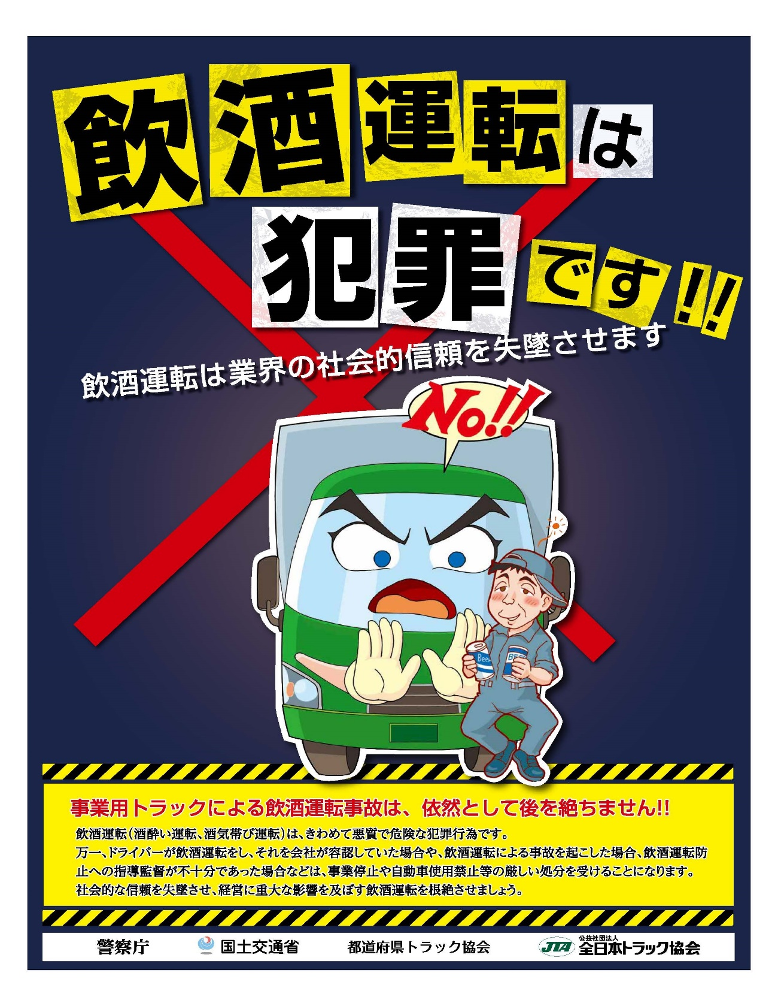 飲酒運転は
犯罪です!!
飲酒運転は業界の社会的信頼を失墜させます
No!!
Beer
BEER
事業用トラックによる飲酒運転事故は、依然として後を絶ちません!!
飲酒運転（酒酔い運転、酒気帯び運転）は、きわめて悪質で危険な犯罪行為です。
万一、ドライバーが飲酒運転をし、それを会社が容認していた場合や、飲酒運転による事故を起こした場合、飲酒運転防
止への指導監督が不十分であった場合などは、事業停止や自動車使用禁止等の厳しい処分を受けることになります。
社会的な信頼を失墜させ、経営に重大な影響を及ぼす飲酒運転を根絶させましょう。
警察庁
国土交通省
都道府県トラック協会
JTA
公益社団法人
全日本トラック協会